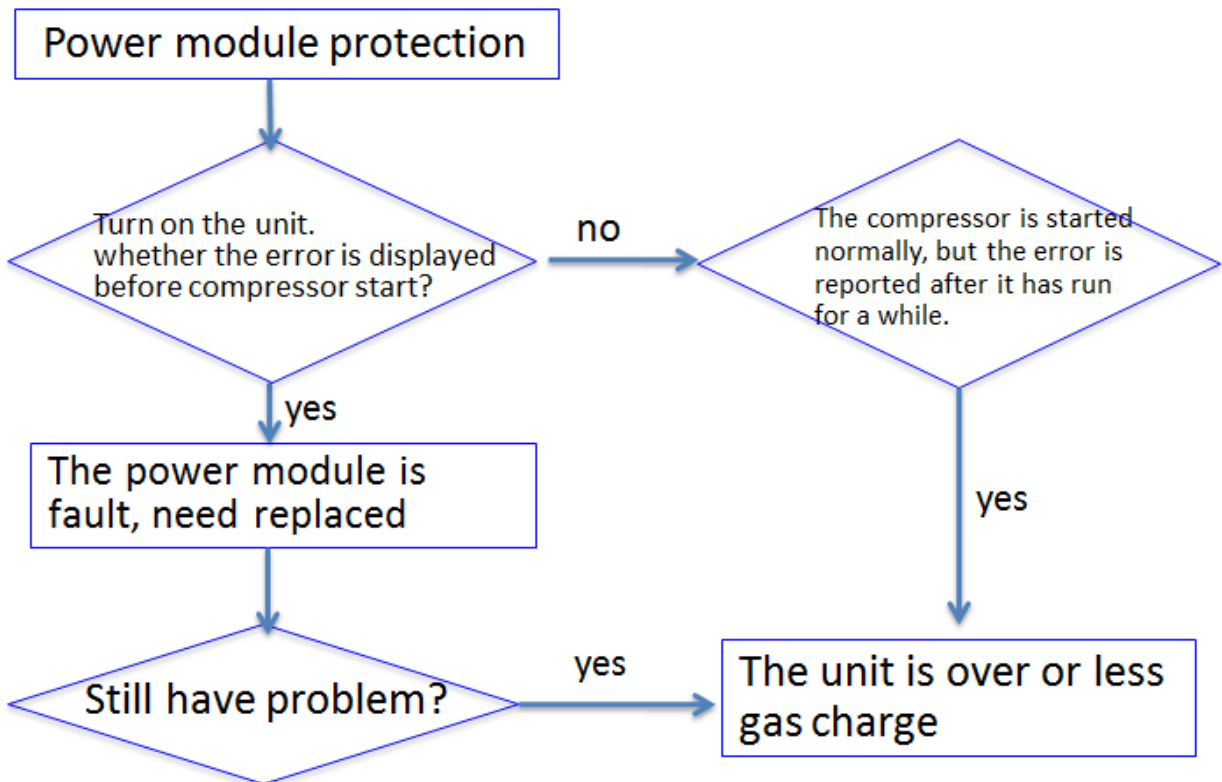 Power module protection
Turn on the unit.
whether the error is displayed
before compressor start?
no
The compressor is started
normally, but the error is
reported after it has run
for a while.
yes
The power module is
fault, need replaced
yes
Still have problem?
yes
The unit is over or less
gas charge